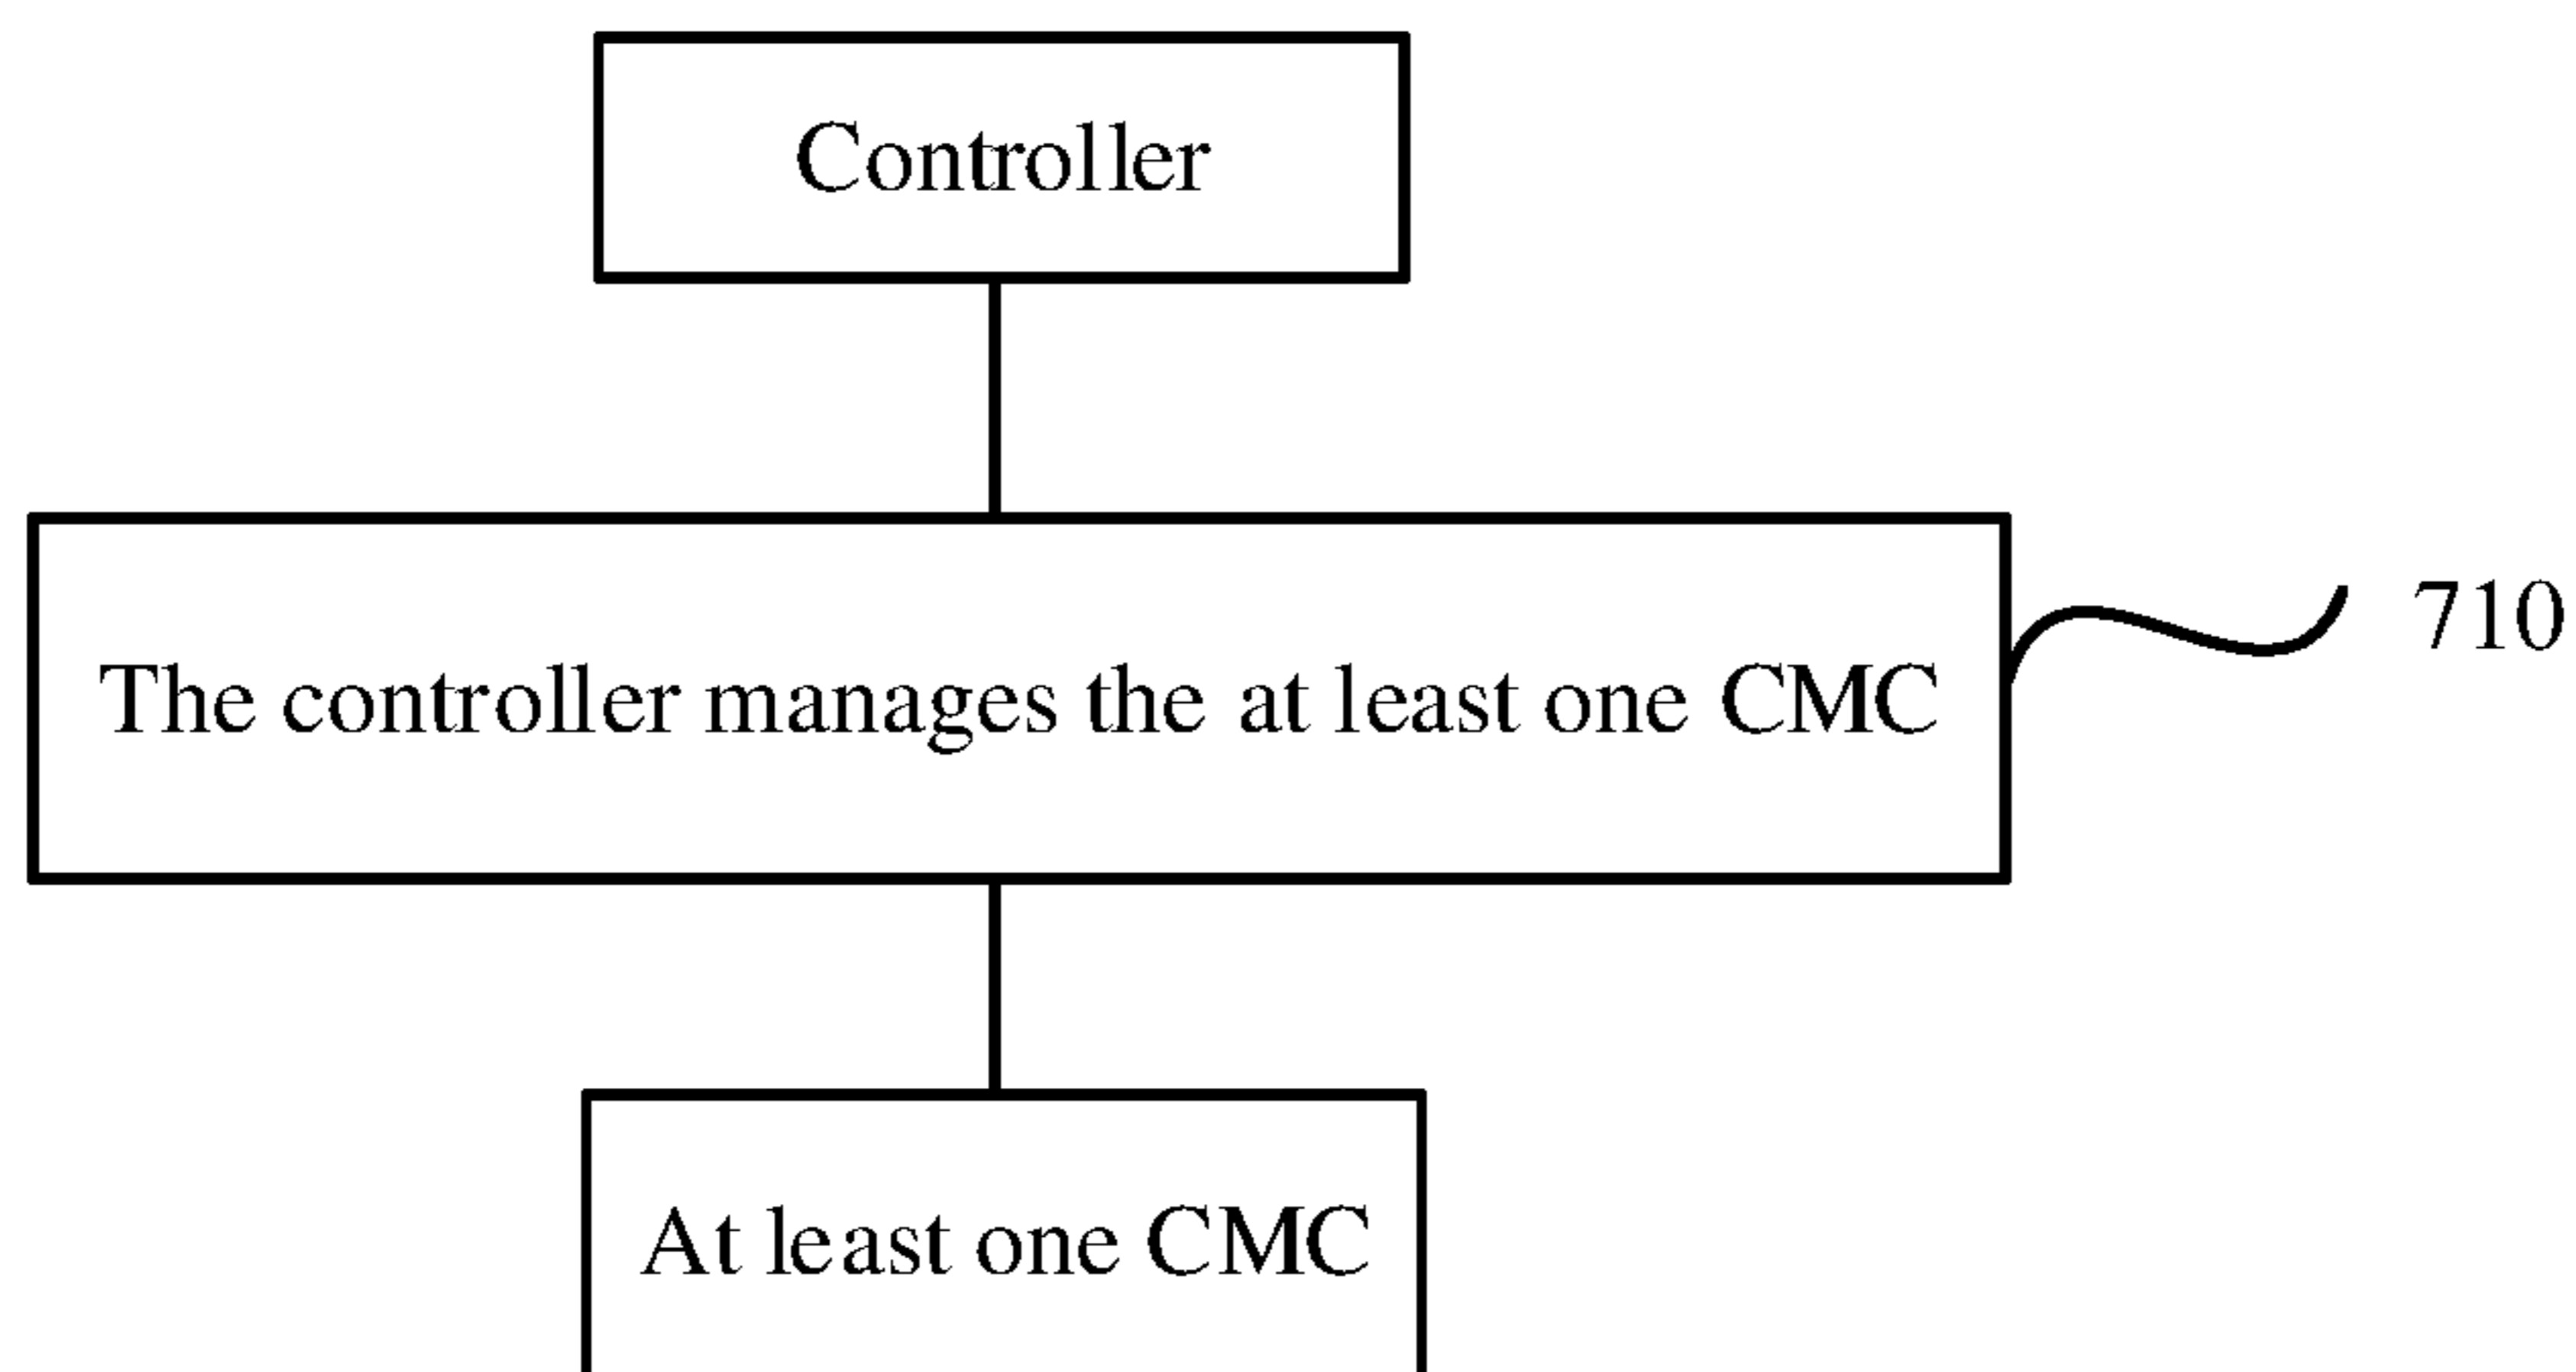 Controller
The controller manages the at least one CMC
710
At least one CMC